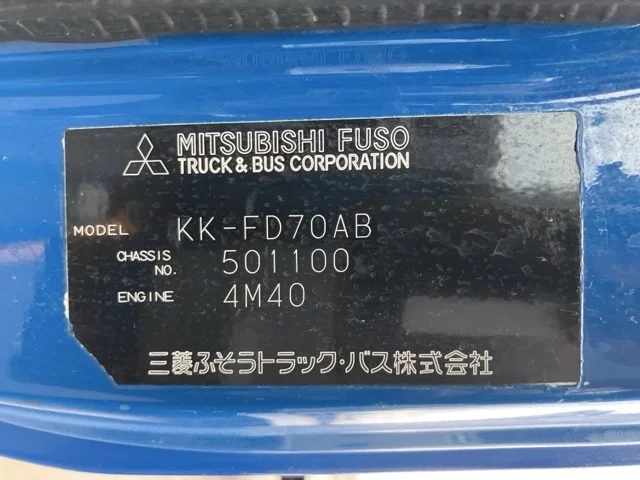 MITSUBISHI FUSO
TRUCK & BUS CORPORATION
MODEL KK-FD70AB
CHASSIS NO. 501100
ENGINE 4M40
三菱ふそうトラック・バス株式会社